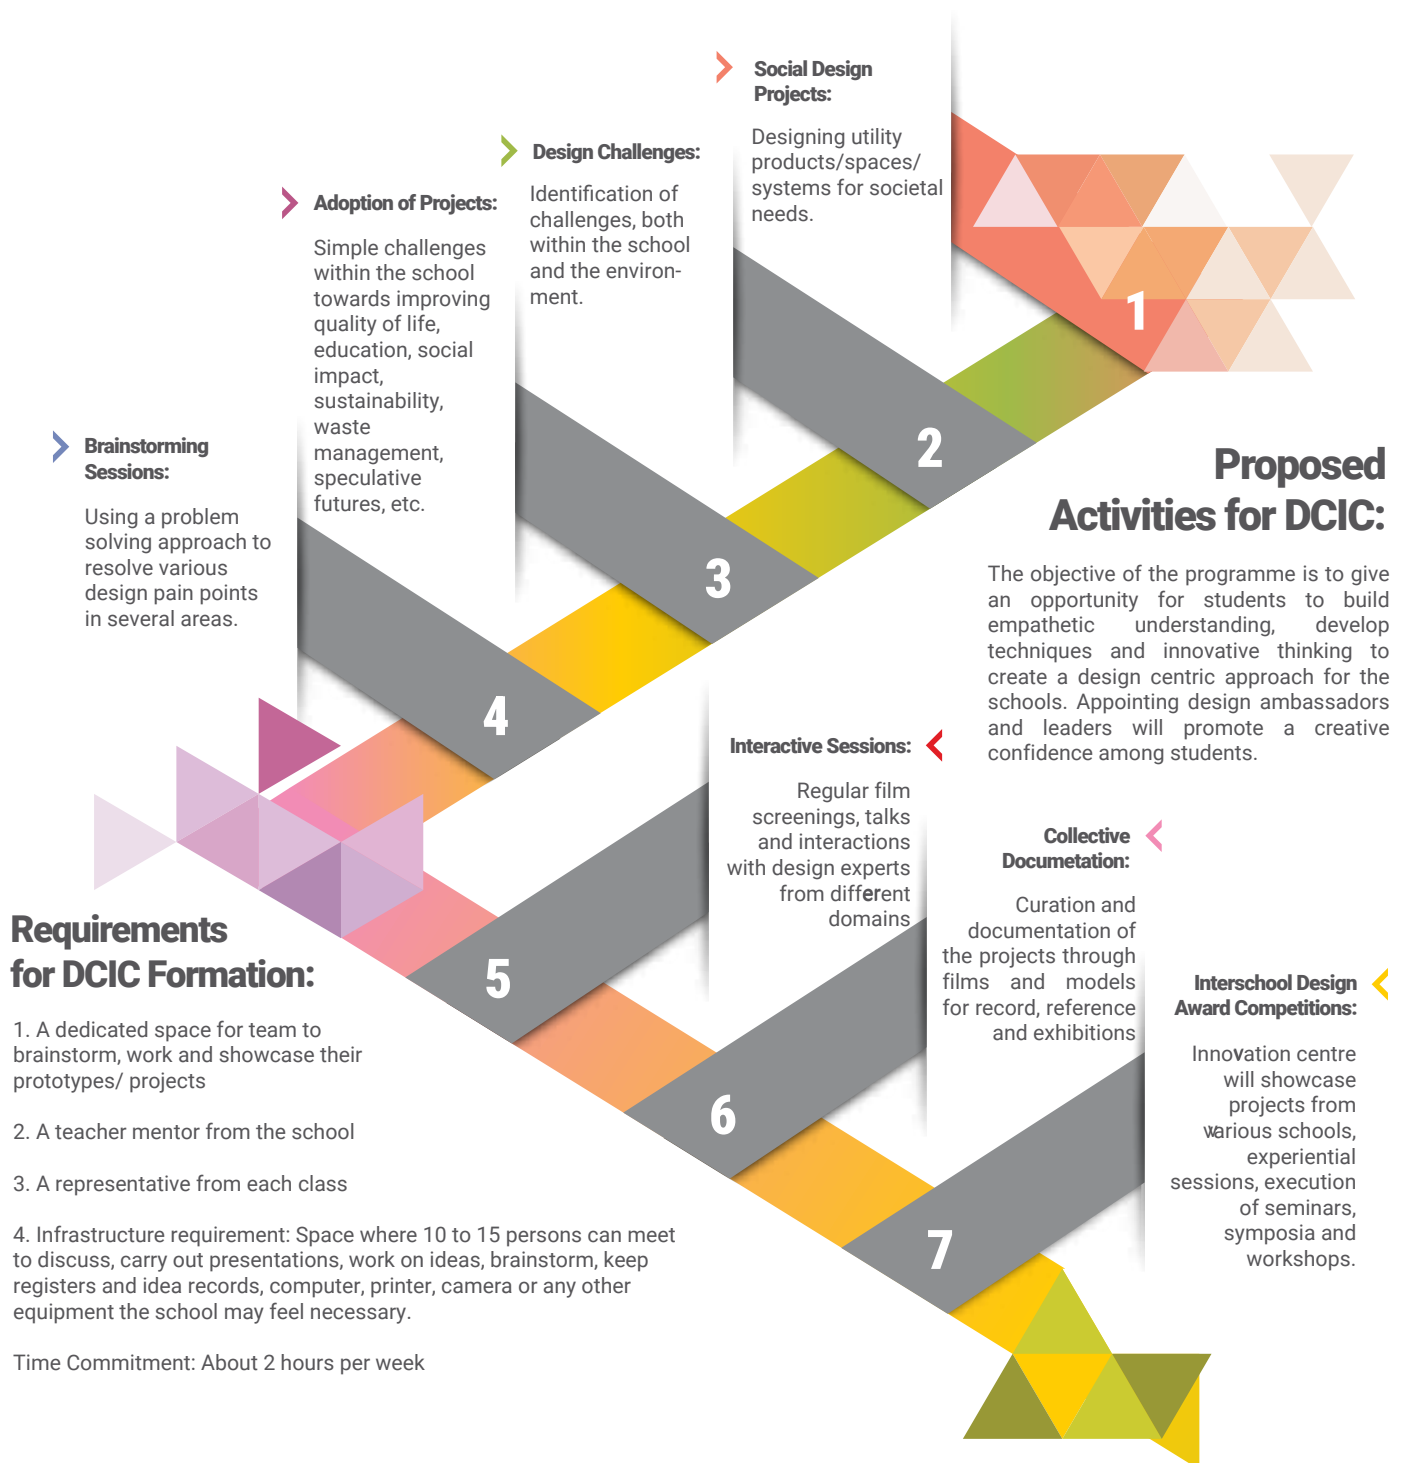 Social Design
Projects:
Designing utility
products/spaces/
systems for societal
needs.
1
Design Challenges:
Identification of
challenges, both
within the school
and the environ-
ment.
2
Adoption of Projects:
Simple challenges
within the school
towards improving
quality of life,
education, social
impact,
sustainability,
waste
management,
speculative
futures, etc.
3
Brainstorming
Sessions:
Using a problem
solving approach to
resolve various
design pain points
in several areas.
4
Proposed
Activities for DCIC:
The objective of the programme is to give
an opportunity for students to build
empathetic understanding, develop
techniques and innovative thinking to
create a design centric approach for the
schools. Appointing design ambassadors
and leaders will promote a creative
confidence among students.
Interactive Sessions:
Regular film
screenings, talks
and interactions
with design experts
from different
domains
5
Collective
Documetation:
Curation and
documentation of
the projects through
films and models
for record, reference
and exhibitions
6
Interschool Design
Award Competitions:
Innovation centre
will showcase
projects from
various schools,
experiential
sessions, execution
of seminars,
symposia and
workshops.
7
Requirements
for DCIC Formation:
1. A dedicated space for team to
brainstorm, work and showcase their
prototypes/ projects
2. A teacher mentor from the school
3. A representative from each class
4. Infrastructure requirement: Space where 10 to 15 persons can meet
to discuss, carry out presentations, work on ideas, brainstorm, keep
registers and idea records, computer, printer, camera or any other
equipment the school may feel necessary.
Time Commitment: About 2 hours per week